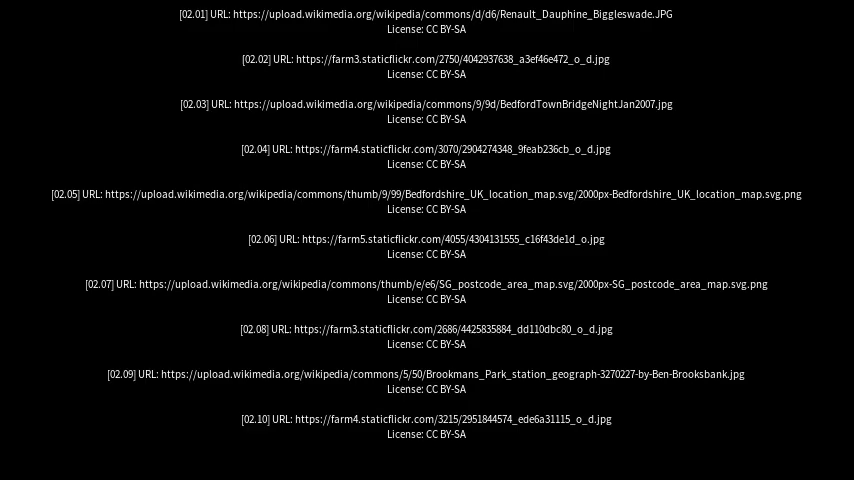 [02.01] URL: https://upload.wikimedia.org/wikipedia/commons/d/d6/Renault_Dauphine_Biggleswade.JPG
License: CC BY-SA
[02.02] URL: https://farm3.staticflickr.com/2750/4042937638_a3ef46e472_o_d.jpg
License: CC BY-SA
[02.03] URL: https://upload.wikimedia.org/wikipedia/commons/9/9d/BedfordTownBridgeNightJan2007.jpg
License: CC BY-SA
[02.04] URL: https://farm4.staticflickr.com/3070/2904274348_9feab236cb_o_d.jpg
License: CC BY-SA
[02.05] URL: https://upload.wikimedia.org/wikipedia/commons/thumb/9/99/Bedfordshire_UK_location_map.svg/2000px-Bedfordshire_UK_location_map.svg.png
License: CC BY-SA
[02.06] URL: https://farm5.staticflickr.com/4055/4304131555_c16f43de1d_o.jpg
License: CC BY-SA
[02.07] URL: https://upload.wikimedia.org/wikipedia/commons/thumb/e/e6/SG_postcode_area_map.svg/2000px-SG_postcode_area_map.svg.png
License: CC BY-SA
[02.08] URL: https://farm3.staticflickr.com/2686/4425835884_dd110dbc80_o_d.jpg
License: CC BY-SA
[02.09] URL: https://upload.wikimedia.org/wikipedia/commons/5/50/Brookmans_Park_station_geograph-3270227-by-Ben-Brooksbank.jpg
License: CC BY-SA
[02.10] URL: https://farm4.staticflickr.com/3215/2951844574_ede6a31115_o_d.jpg
License: CC BY-SA